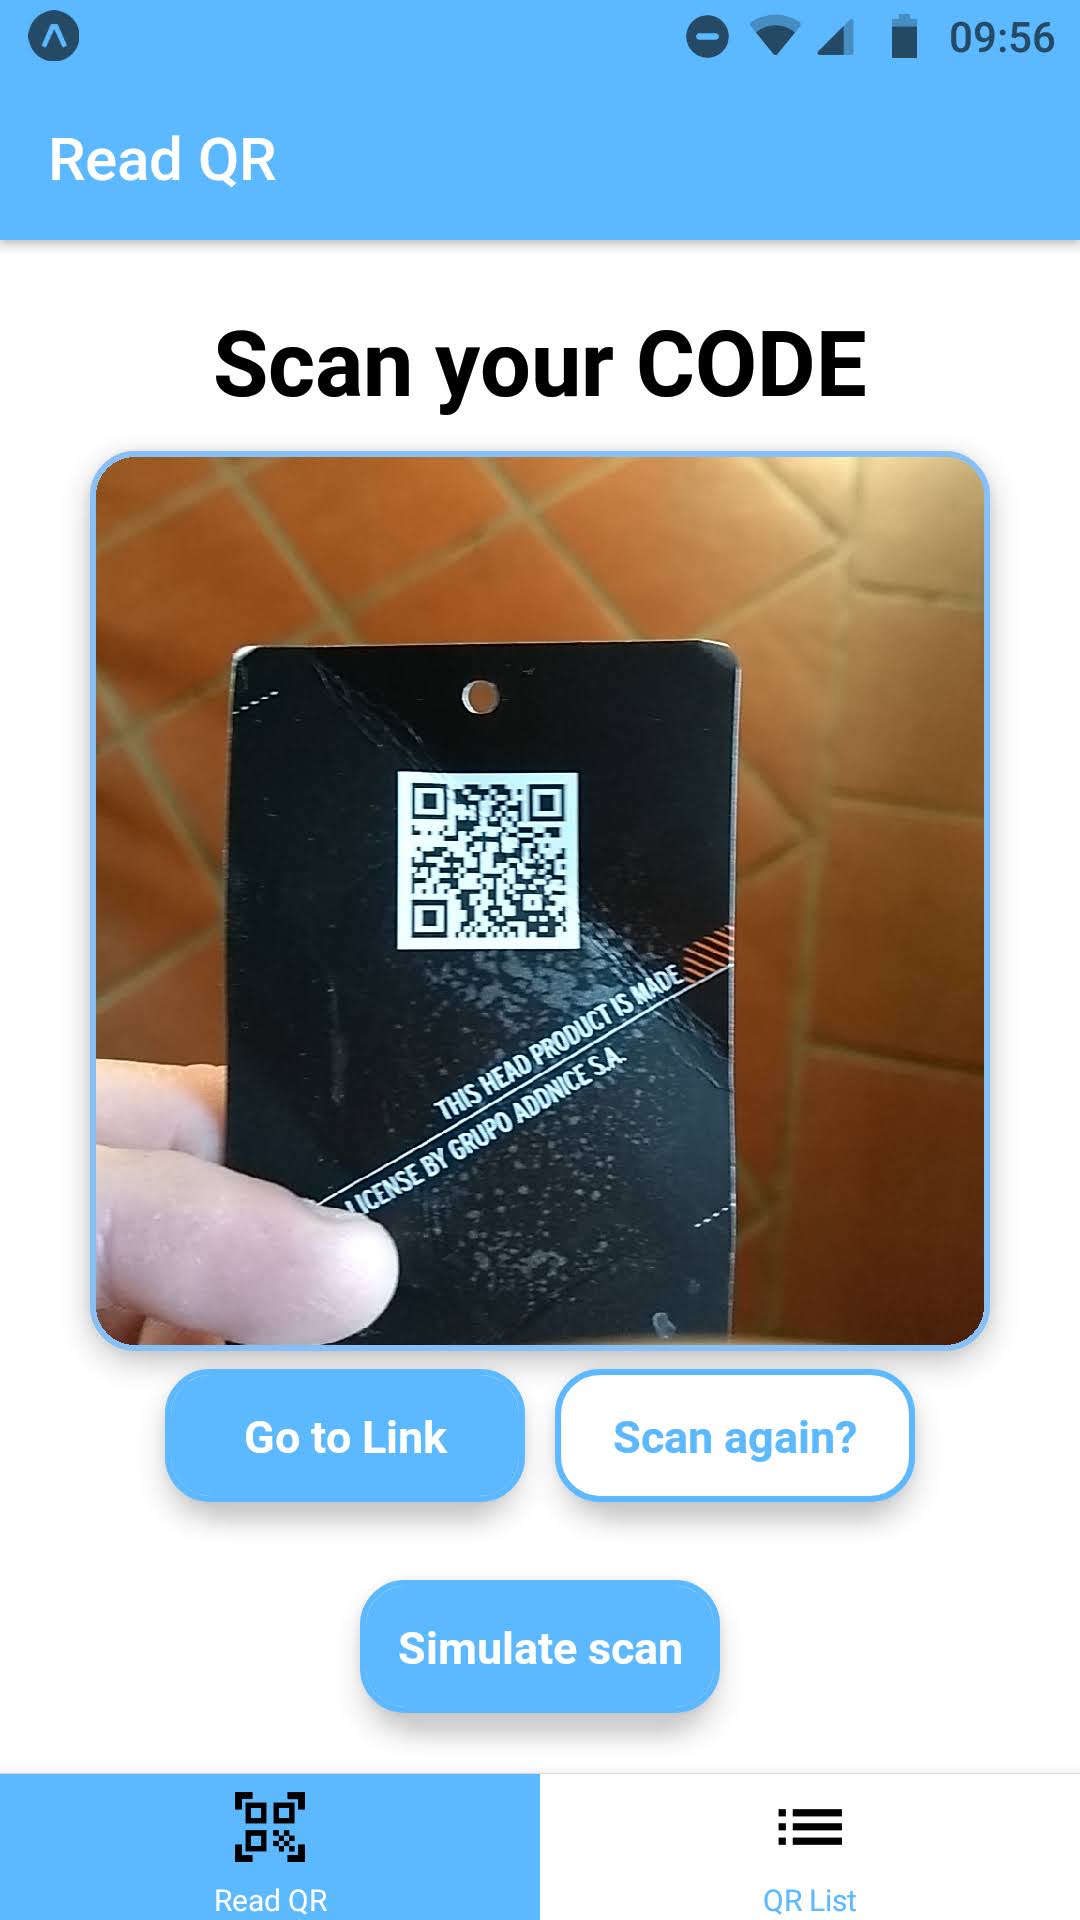 09:56
Read QR
Scan your CODE
THIS HEAD PRODUCT IS MADE
LICENSE BY GRUPO ADDNICE S.A.
Go to Link
Scan again?
Simulate scan
Read QR
QR List